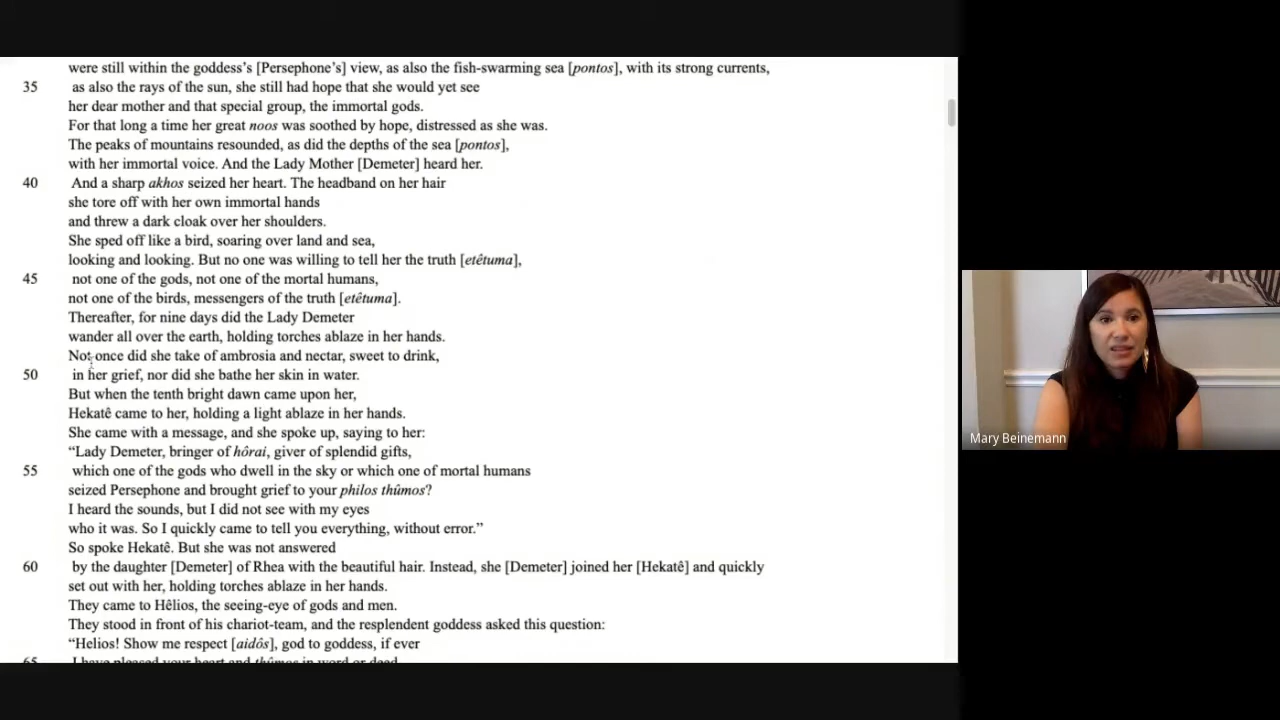 were still within the goddess’s [Persephone’s] view, as also the fish-swarming sea [pontos], with its strong currents,
35 as also the rays of the sun, she still had hope that she would yet see
her dear mother and that special group, the immortal gods.
For that long a time her great noos was soothed by hope, distressed as she was.
The peaks of mountains resounded, as did the depths of the sea [pontos],
with her immortal voice. And the Lady Mother [Demeter] heard her.
40 And a sharp akhos seized her heart. The headband on her hair
she tore off with her own immortal hands
and threw a dark cloak over her shoulders.
She sped off like a bird, soaring over land and sea,
looking and looking. But no one was willing to tell her the truth [etêtuma],
45 not one of the gods, not one of the mortal humans,
not one of the birds, messengers of the truth [etêtuma].
Thereafter, for nine days did the Lady Demeter
wander all over the earth, holding torches ablaze in her hands.
Not once did she take of ambrosia and nectar, sweet to drink,
50 in her grief, nor did she bathe her skin in water.
But when the tenth bright dawn came upon her,
Hekatê came to her, holding a light ablaze in her hands.
She came with a message, and she spoke up, saying to her:
“Lady Demeter, bringer of hôrai, giver of splendid gifts,
55 which one of the gods who dwell in the sky or which one of mortal humans
seized Persephone and brought grief to your philos thûmos?
I heard the sounds, but I did not see with my eyes
who it was. So I quickly came to tell you everything, without error.”
So spoke Hekatê. But she was not answered
60 by the daughter [Demeter] of Rhea with the beautiful hair. Instead, she [Demeter] joined her [Hekatê] and quickly
set out with her, holding torches ablaze in her hands.
They came to Hêlios, the seeing-eye of gods and men.
They stood in front of his chariot-team, and the resplendent goddess asked this question:
“Helios! Show me respect [aidôs], god to goddess, if ever
65 I have pleased your heart and thûmos in word or deed
Mary Beinemann